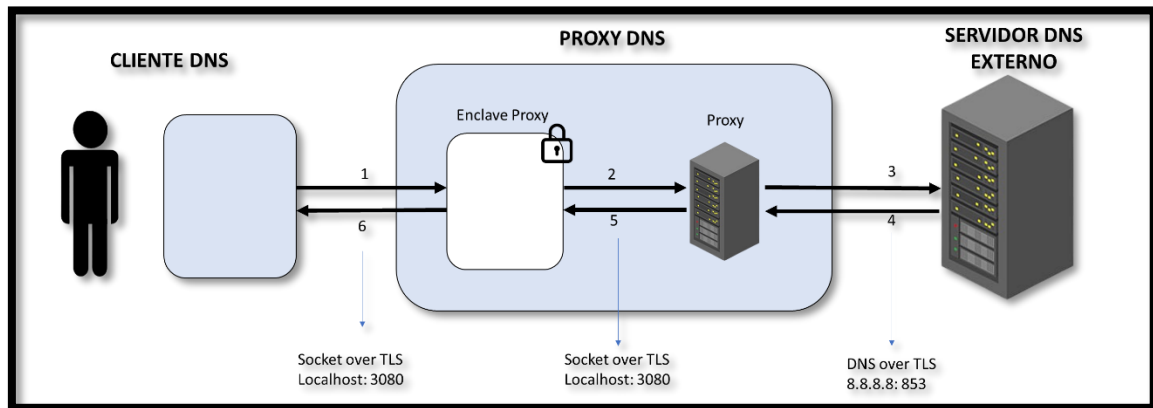 CLIENTE DNS
PROXY DNS
SERVIDOR DNS
EXTERNO
Enclave Proxy
Proxy
1
6
2
5
3
4
Socket over TLS
Localhost: 3080
Socket over TLS
Localhost: 3080
DNS over TLS
8.8.8.8: 853